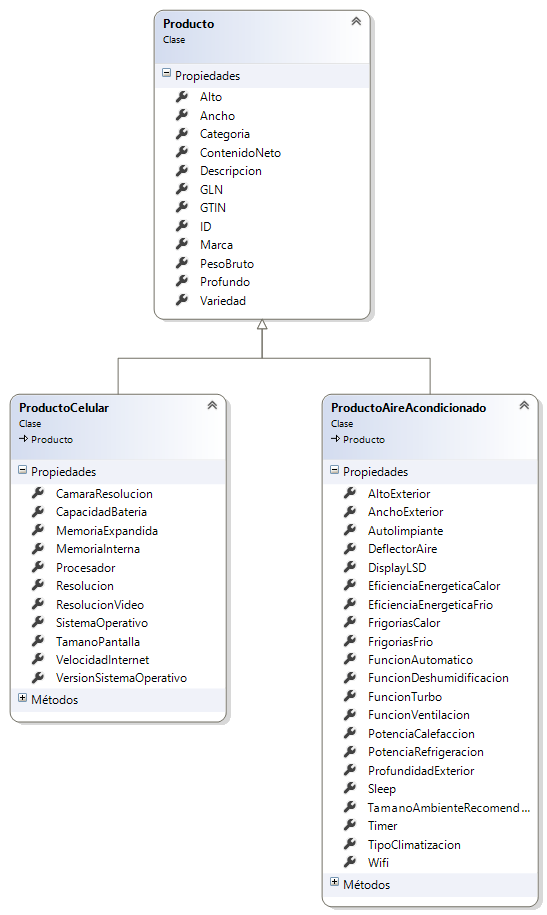 Producto
Clase
Propiedades
Alto
Ancho
Categoria
ContenidoNeto
Descripcion
GLN
GTIN
ID
Marca
PesoBruto
Profundo
Variedad
ProductoCelular
Clase
Producto
Propiedades
CamaraResolucion
CapacidadBateria
MemoriaExpandida
MemoriaInterna
Procesador
Resolucion
ResolucionVideo
SistemaOperativo
TamanoPantalla
VelocidadInternet
VersionSistemaOperativo
Métodos
ProductoAireAcondicionado
Clase
Producto
Propiedades
AltoExterior
AnchoExterior
Autolimpiante
DeflectorAire
DisplayLSD
EficienciaEnergeticaCalor
EficienciaEnergeticaFrio
FrigoriasCalor
FrigoriasFrio
FuncionAutomatico
FuncionDeshumidificacion
FuncionTurbo
FuncionVentilacion
PotenciaCalefaccion
PotenciaRefrigeracion
ProfundidadExterior
Sleep
TamanoAmbienteRecomend...
Timer
TipoClimatizacion
Wifi
Métodos